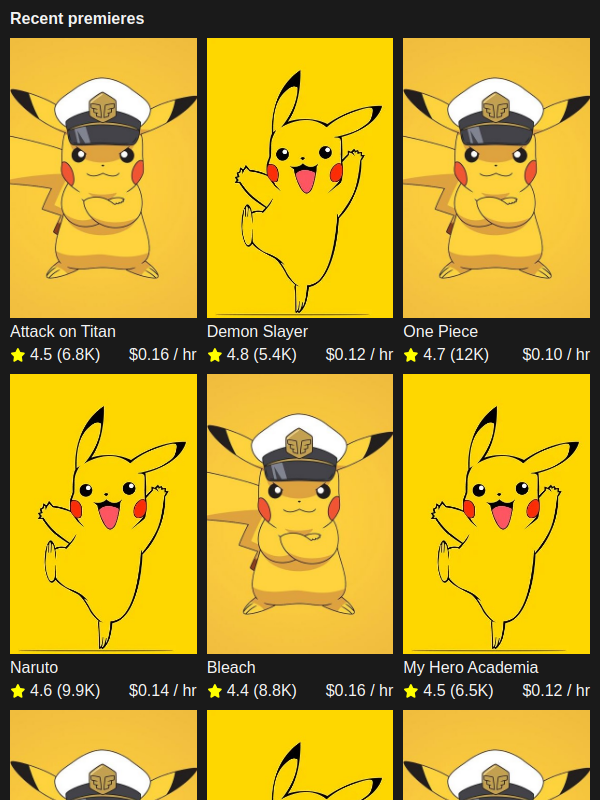 Recent premieres
Attack on Titan
4.5 (6.8K) $0.16 / hr
Demon Slayer
4.8 (5.4K) $0.12 / hr
One Piece
4.7 (12K) $0.10 / hr
Naruto
4.6 (9.9K) $0.14 / hr
Bleach
4.4 (8.8K) $0.16 / hr
My Hero Academia
4.5 (6.5K) $0.12 / hr